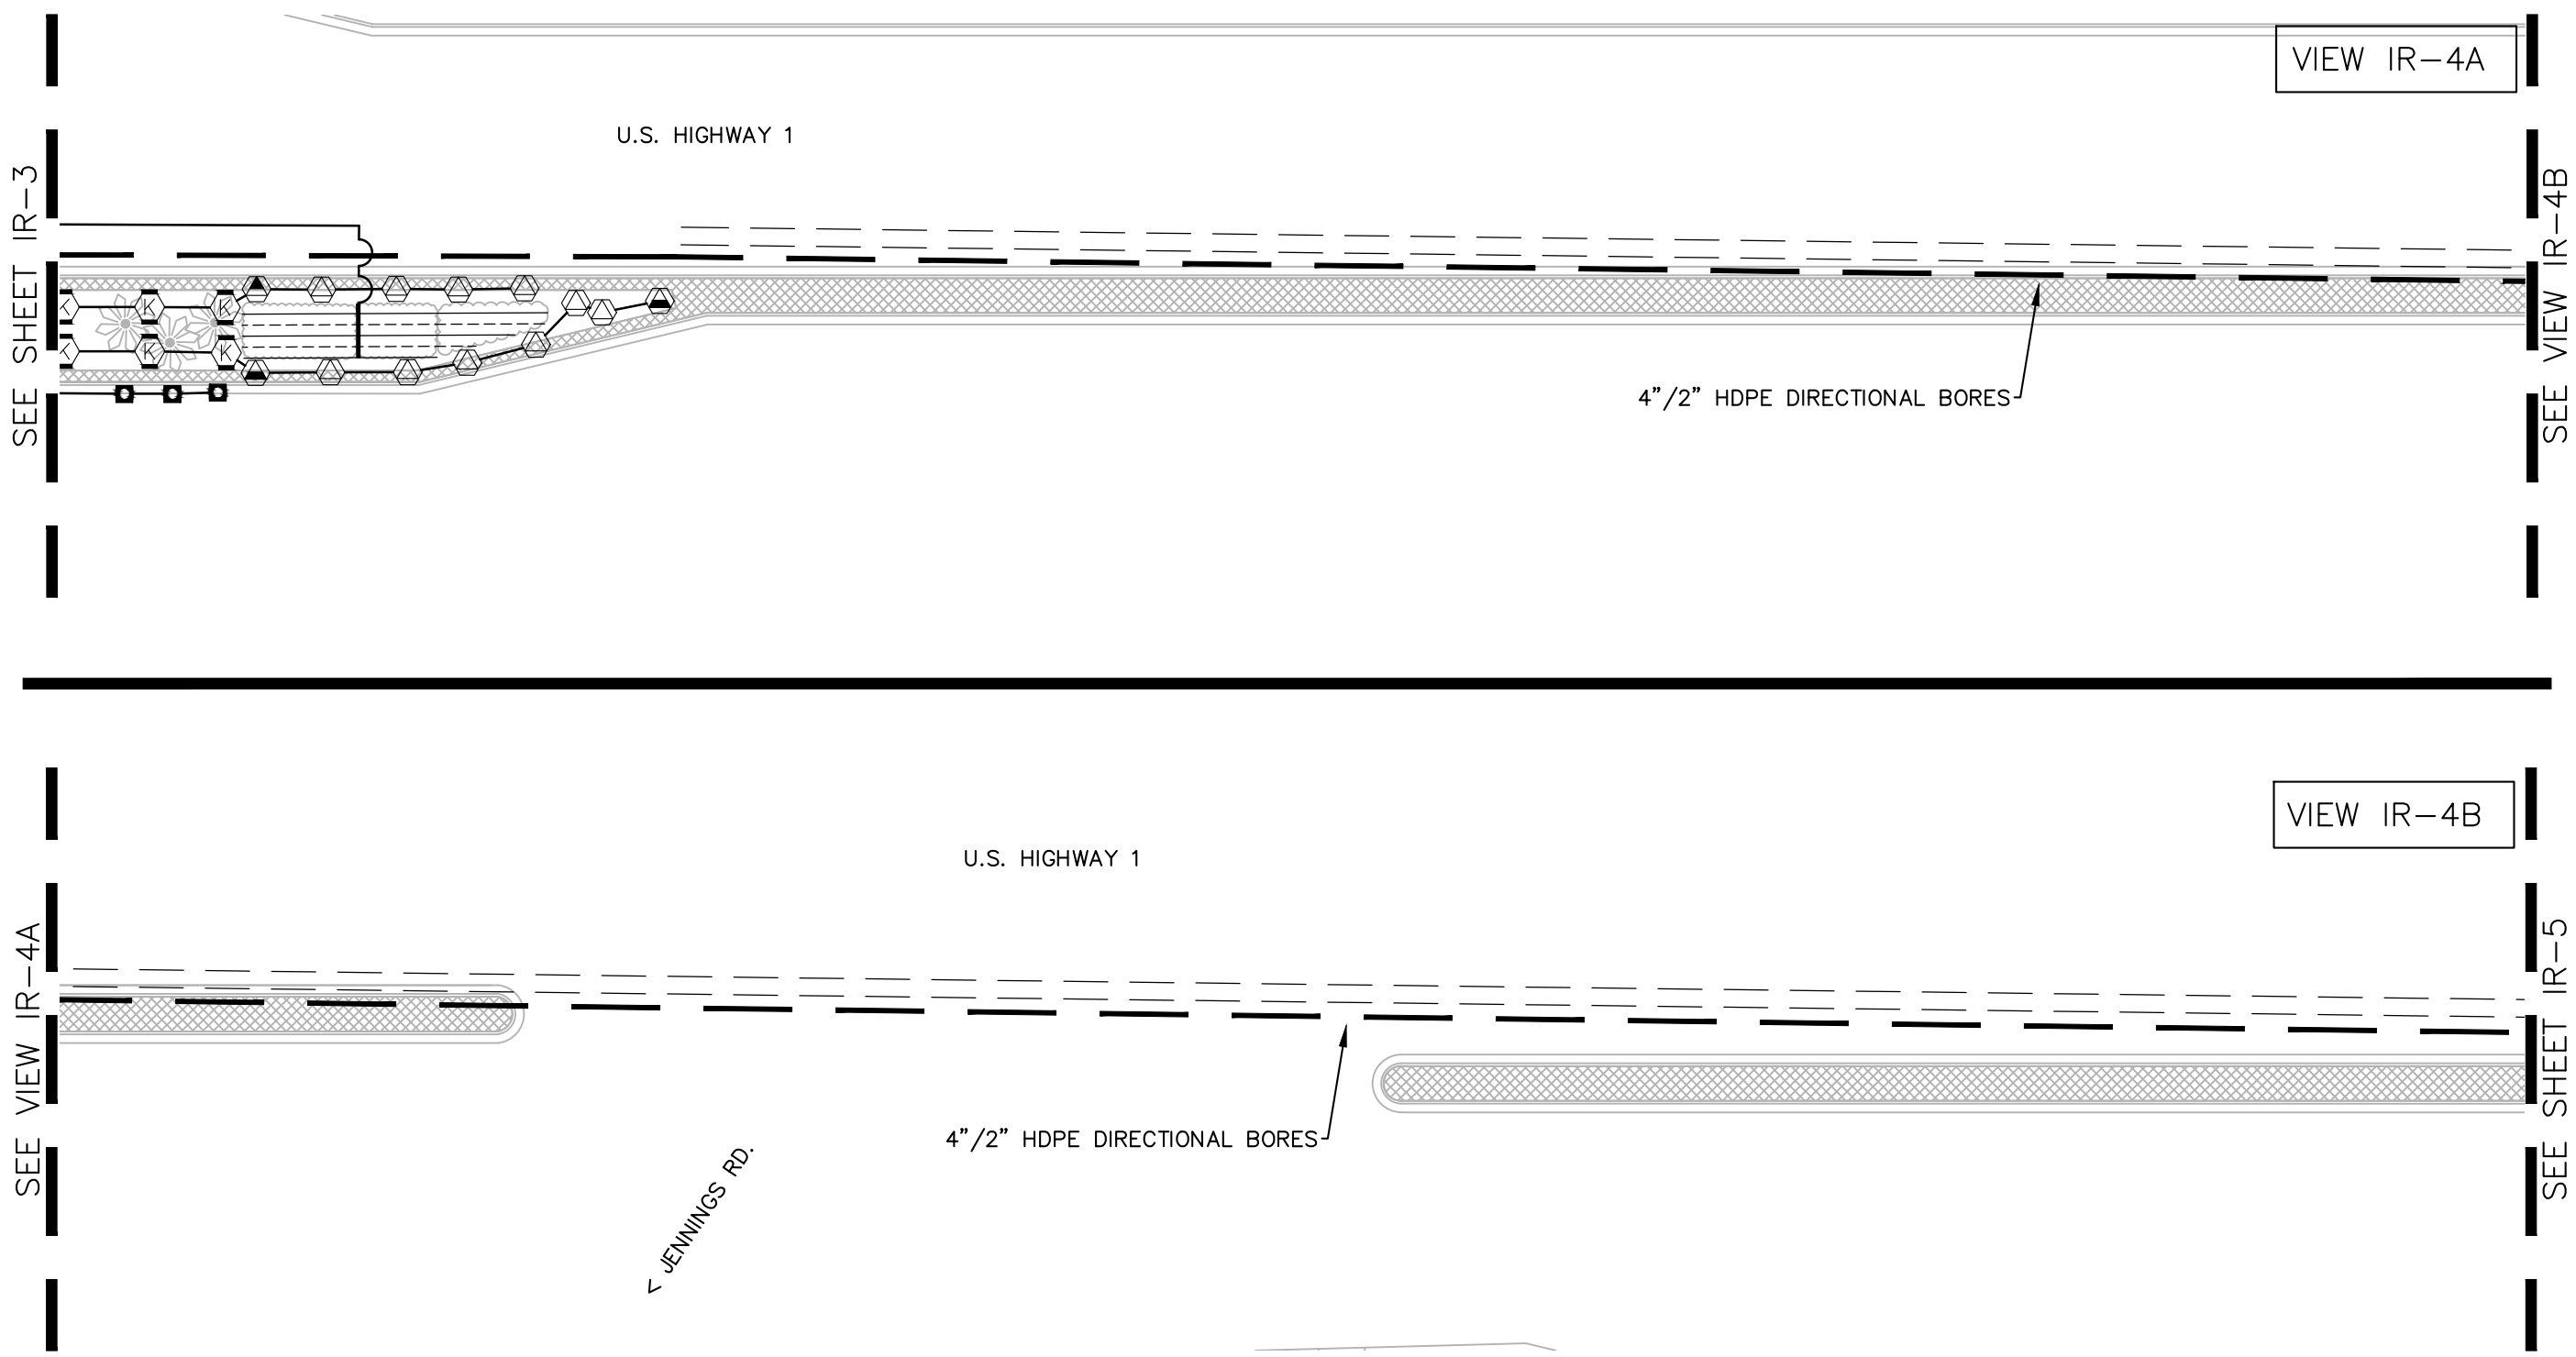 VIEW IR-4A
U.S. HIGHWAY 1
SEE SHEET IR-3
SEE VIEW IR-4B
K K K
K K K
4"/2" HDPE DIRECTIONAL BORES
VIEW IR-4B
U.S. HIGHWAY 1
SEE VIEW IR-4A
SEE SHEET IR-5
4"/2" HDPE DIRECTIONAL BORES
< JENNINGS RD.